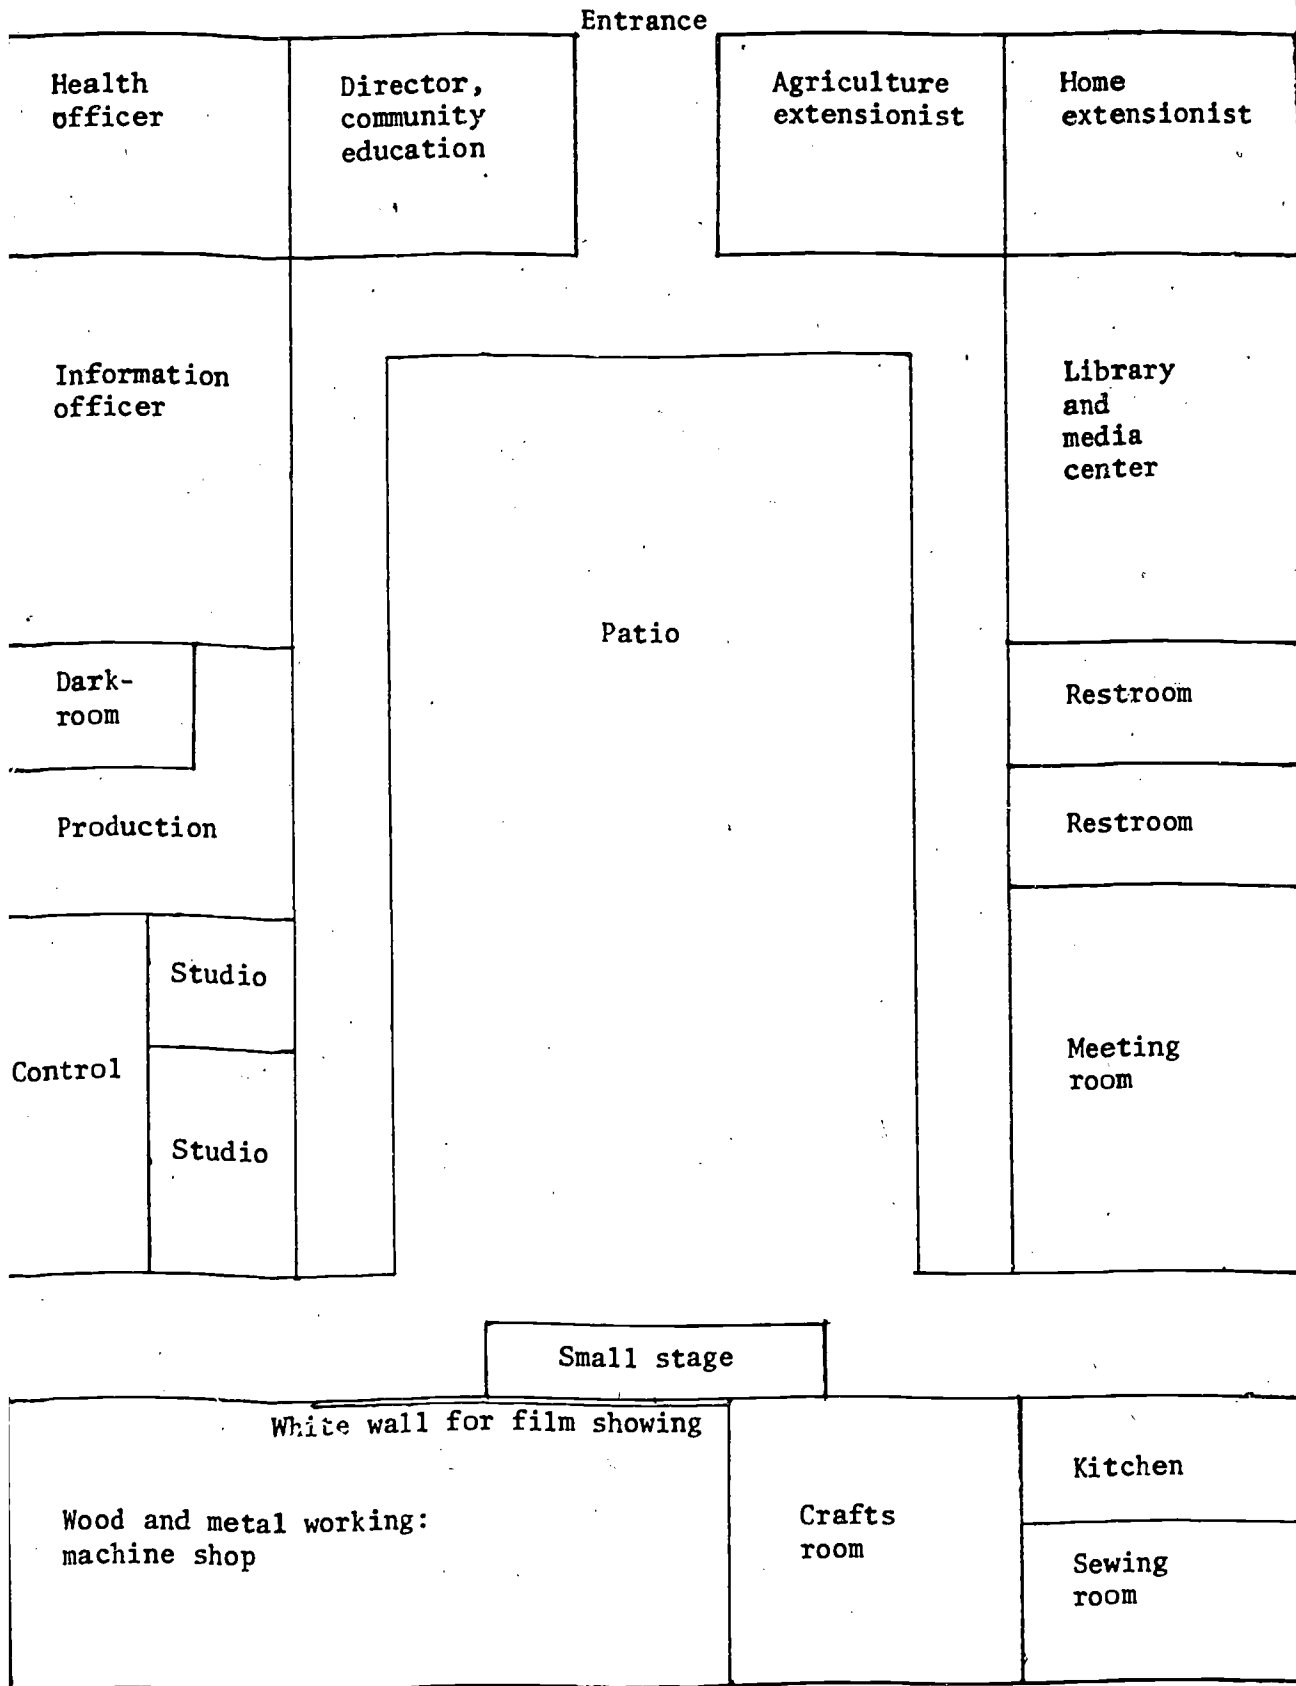 Entrance
Health
officer
Director,
community
education
Agriculture
extensionist
Home
extensionist
Information
officer
Library
and
media
center
Patio
Dark-
room
Restroom
Production
Restroom
Studio
Control
Studio
Meeting
room
Small stage
White wall for film showing
Wood and metal working:
machine shop
Crafts
room
Kitchen
Sewing
room